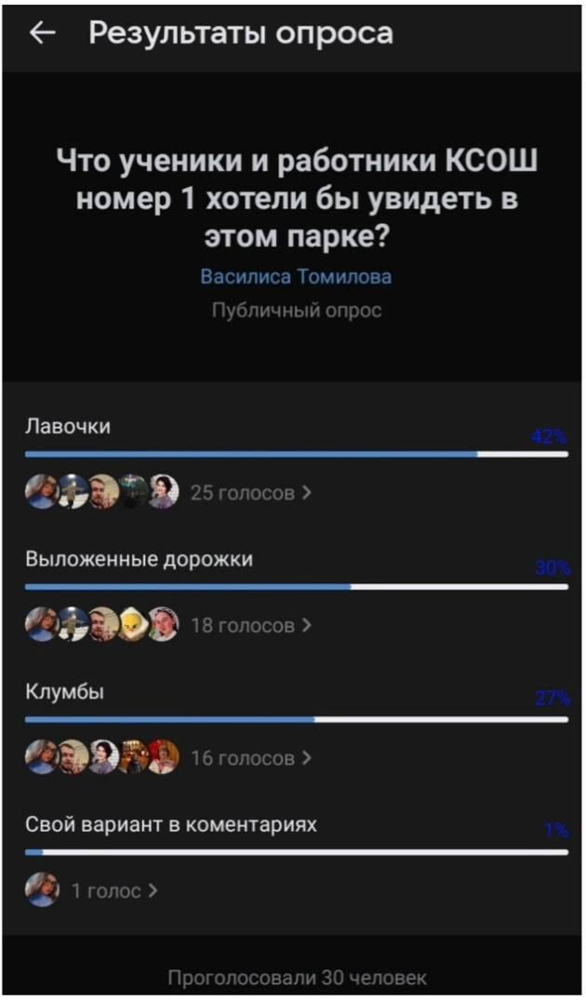 Результаты опроса
Что ученики и работники КСОШ
номер 1 хотели бы увидеть в
этом парке?
Василиса Томилова
Публичный опрос
Лавочки
42%
25 голосов
Выложенные дорожки
30%
18 голосов
Клумбы
27%
16 голосов
Свой вариант в коментариях
1%
1 голос
Проголосовали 30 человек